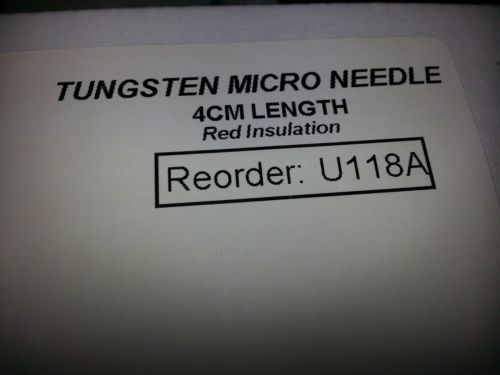 TUNGSTEN MICRO NEEDLE
4CM LENGTH
Red Insulation
Reorder: U118A